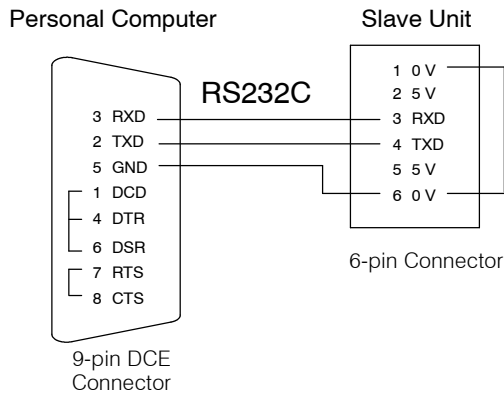 Personal Computer
Slave Unit
RS232C
3 RXD
2 TXD
5 GND
1 DCD
4 DTR
6 DSR
7 RTS
8 CTS
9-pin DCE
Connector
1 0 V
2 5 V
3 RXD
4 TXD
5 5 V
6 0 V
6-pin Connector